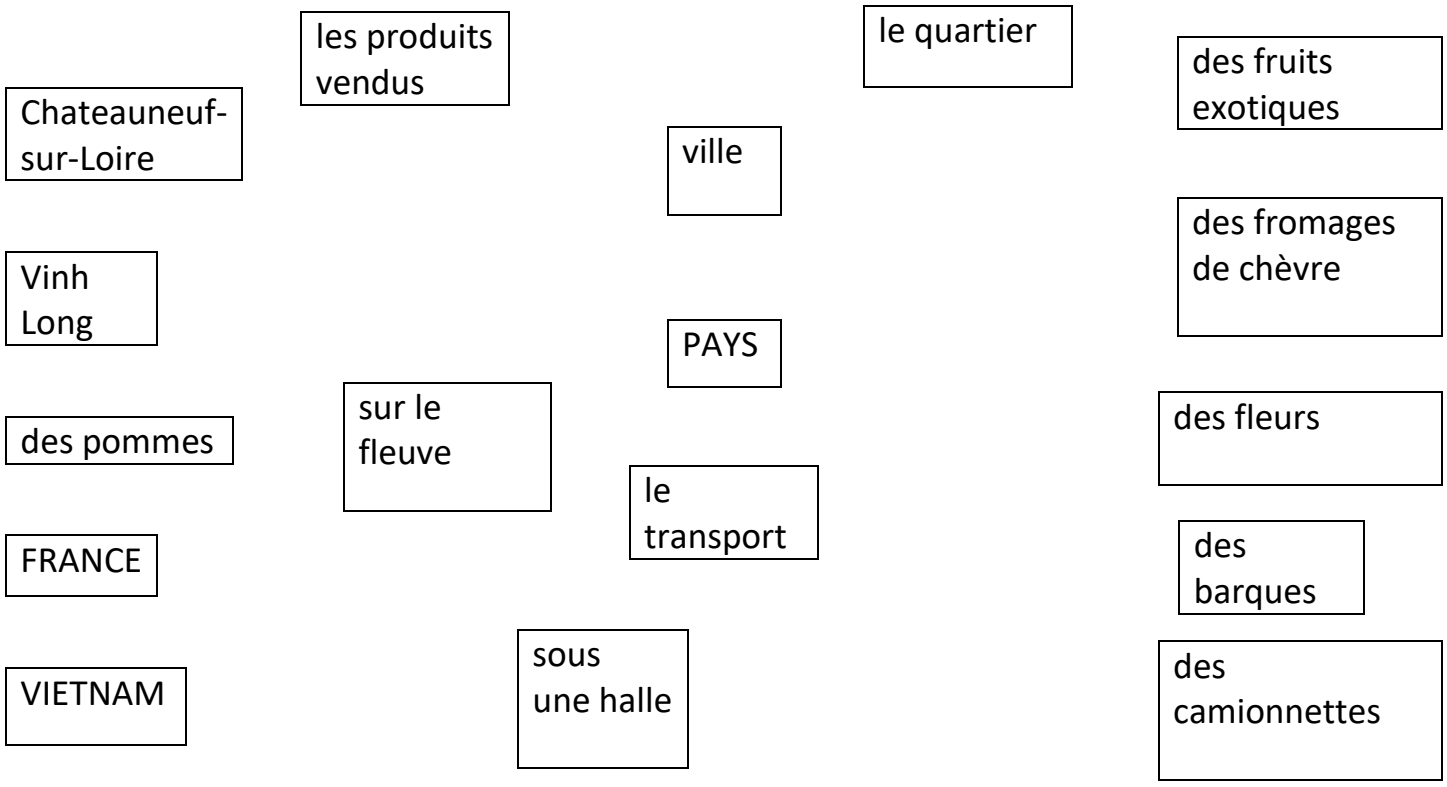 les produits
vendus
le quartier
des fruits
exotiques
Chateauneuf-
sur-Loire
ville
des fromages
de chèvre
Vinh
Long
PAYS
sur le
fleuve
des fleurs
des pommes
le
transport
FRANCE
des
barques
sous
une halle
VIETNAM
des
camionnettes